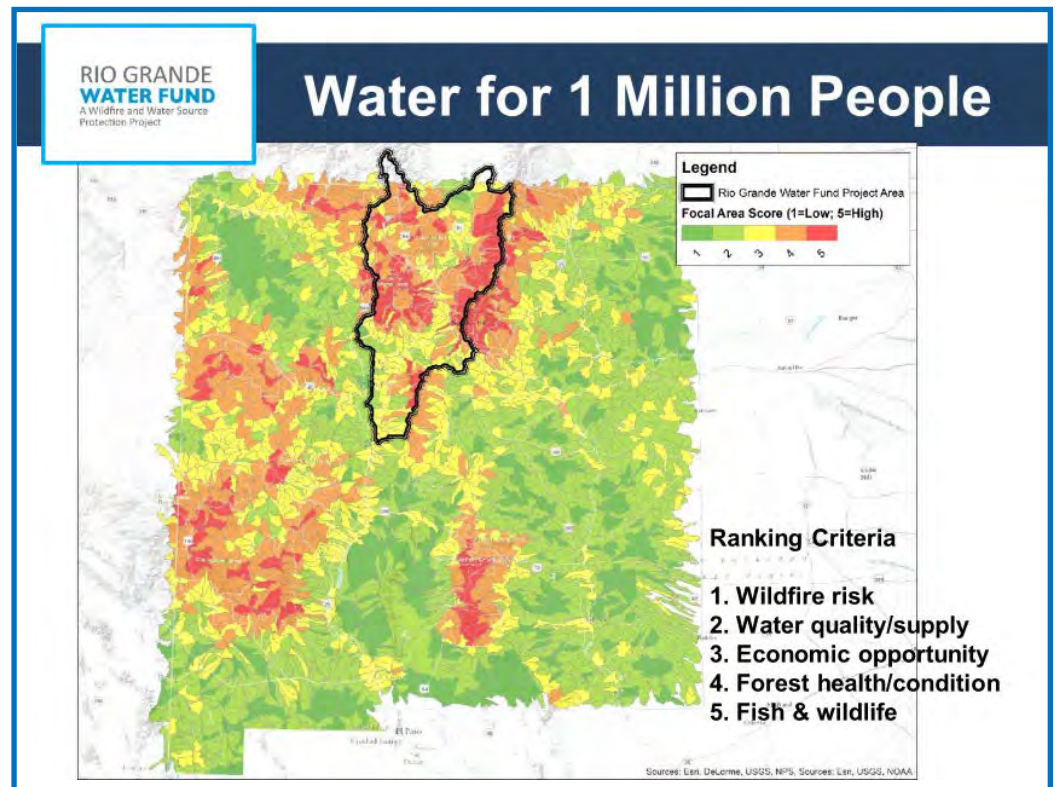 RIO GRANDE
WATER FUND
A Wildfire and Water Source
Protection Project
Water for 1 Million People
Legend
Rio Grande Water Fund Project Area
Focal Area Score (1=Low; 5=High)
1 2 3 4 5
Ranking Criteria
1. Wildfire risk
2. Water quality/supply
3. Economic opportunity
4. Forest health/condition
5. Fish & wildlife
El Paso
Sources: Esri, DeLorme, USGS, NPS, Sources: Esri, USGS, NOAA